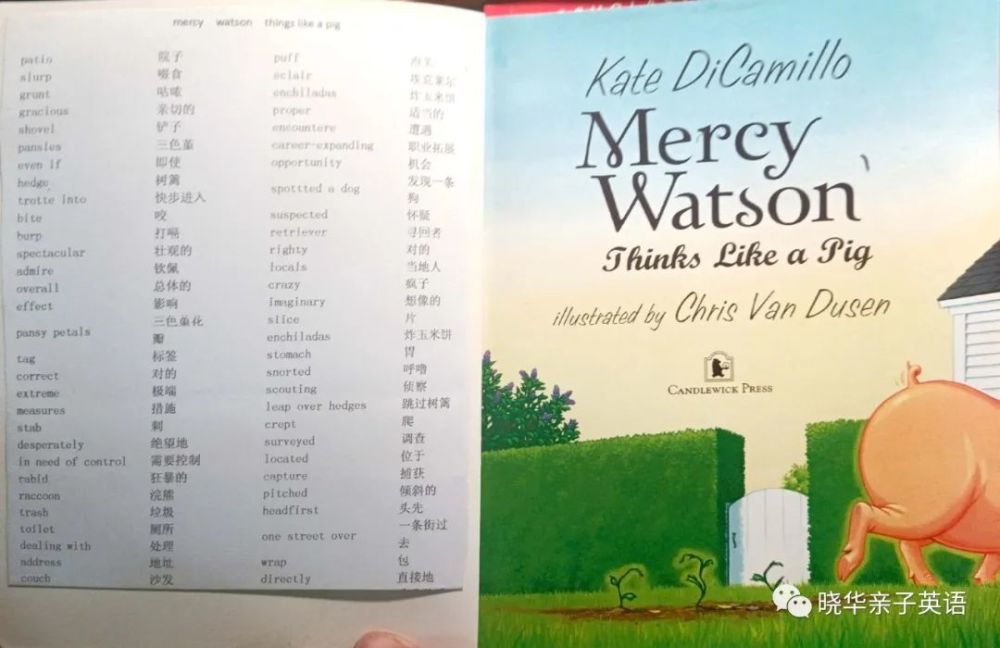 mercy watson things like a pig
patio 院子 puff
slurp 啜食 eclair 埃克莱尔
grunt 咕哝 enchiladas 炸玉米饼
gracious 亲切的 proper 适当的
shovel 铲子 encountere 遭遇
pansies 三色堇 career-expanding 职业拓展
even if 即使 opportunity 机会
hedge 树篱 spottted a dog 发现一条
trotte into 快步进入 狗
bite 咬 suspected 怀疑
burp 打嗝 retriever 寻回者
spectacular 壮观的 righty 对的
admire 钦佩 locals 当地人
overall 总体的 crazy 疯子
effect 影响 imaginary 想像的
pansy petals 三色堇花 slice 片
瓣 enchiladas 炸玉米饼
tag 标签 stomach 胃
correct 对的 snorted 呼噜
extreme 极端 scouting 侦察
measures 措施 leap over hedges 跳过树篱
stab 刺 crept 爬
desperately 绝望地 surveyed 调查
in need of control 需要控制 located 位于
狂暴的 capture 捕获
raccoon 浣熊 pitched 倾斜的
trash 垃圾 headfirst 头先
toilet 厕所 one street over 一条街过
dealing with 处理 去
address 地址 wrap 包
couch 沙发 directly 直接地
Kate DiCamillo
Mercy
Watson
Thinks Like a Pig
illustrated by Chris Van Dusen
CANDLEWICK PRESS
晓华亲子英语